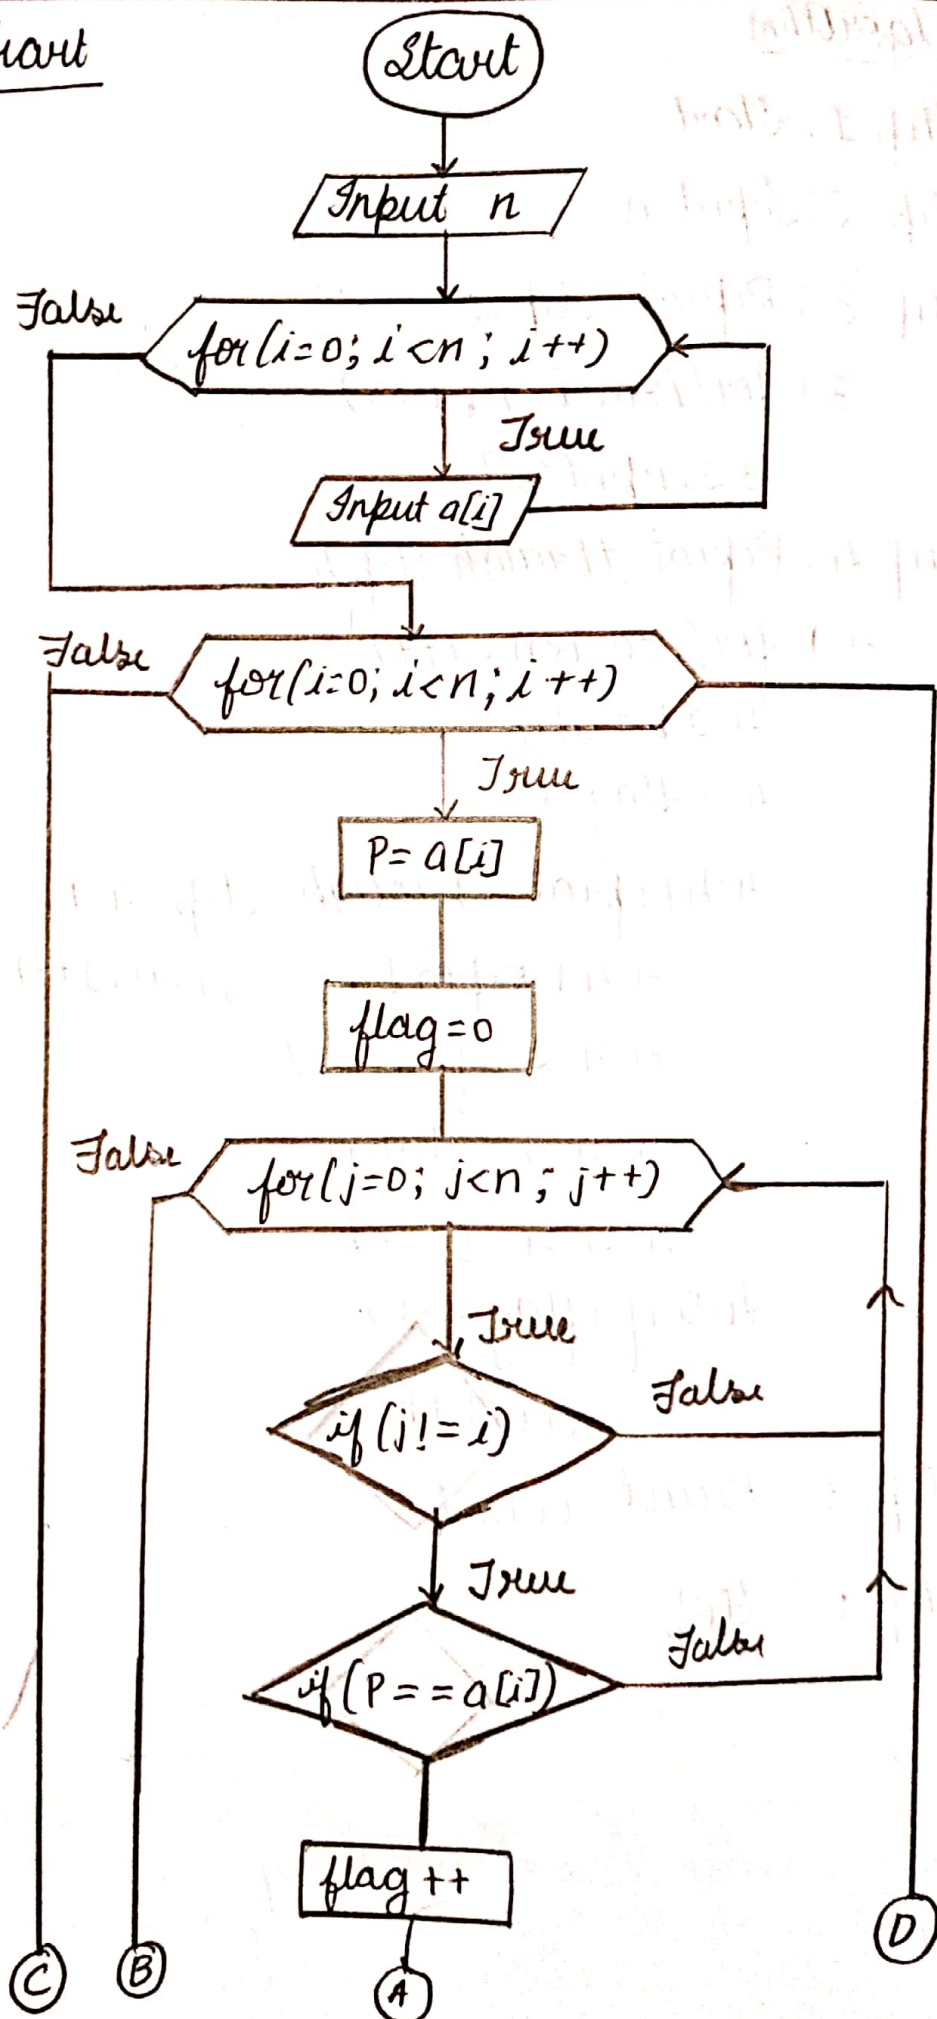 Start
Input n
False
for(i=0; i<n; i++)
True
Input a[i]
False
for(i=0; i<n; i++)
True
P= a[i]
flag=0
False
for(j=0; j<n; j++)
True
if (j!=i)
False
True
if (P==a[i])
False
flag++
D
C
B
A